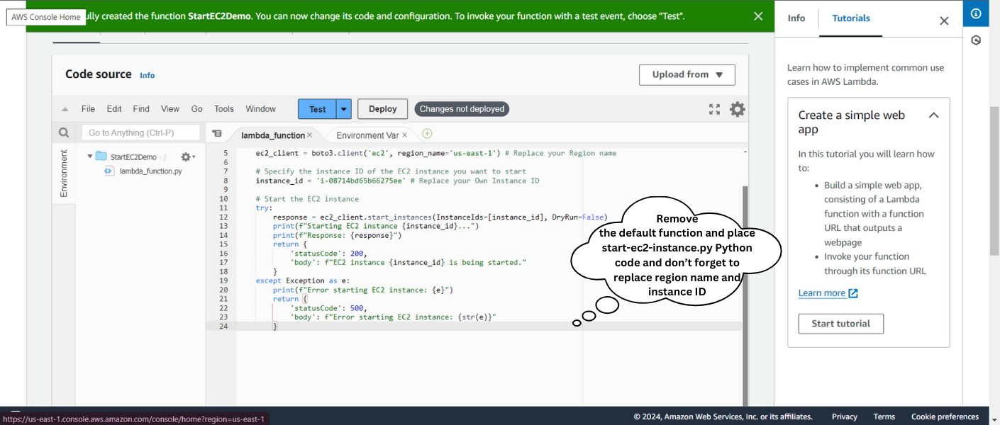 AWS Console Home
ully created the function StartEC2Demo. You can now change its code and configuration. To invoke your function with a test event, choose "Test".
Info
Tutorials
Code source Info
Upload from
File Edit Find View Go Tools Window
Test
Deploy
Changes not deployed
Go to Anything (Ctrl-P)
lambda_function
Environment Var
Environment
StartEC2Demo - /
lambda_function.py
5 ec2_client = boto3.client('ec2', region_name='us-east-1') # Replace your Region name
6
7 # Specify the instance ID of the EC2 instance you want to start
8 instance_id = 'i-08714bd65b66275ee' # Replace your Own Instance ID
9
10 # Start the EC2 instance
11 try:
12 response = ec2_client.start_instances(InstanceIds=[instance_id], DryRun=False)
13 print(f"Starting EC2 instance {instance_id}...")
14 print(f"Response: {response}")
15 return {
16 'statusCode': 200,
17 'body': f"EC2 instance {instance_id} is being started."
18 }
19 except Exception as e:
20 print(f"Error starting EC2 instance: {e}")
21 return {
22 'statusCode': 500,
23 'body': f"Error starting EC2 instance: {str(e)}"
24 }
Remove
the default function and place
start-ec2-instance.py Python
code and don't forget to
replace region name and
instance ID
Learn how to implement common use
cases in AWS Lambda.
Create a simple web
app
In this tutorial you will learn how
to:
• Build a simple web app,
consisting of a Lambda
function with a function
URL that outputs a
webpage
• Invoke your function
through its function URL
Learn more
Start tutorial
https://us-east-1.console.aws.amazon.com/console/home?region=us-east-1
© 2024, Amazon Web Services, Inc. or its affiliates.
Privacy
Terms
Cookie preferences